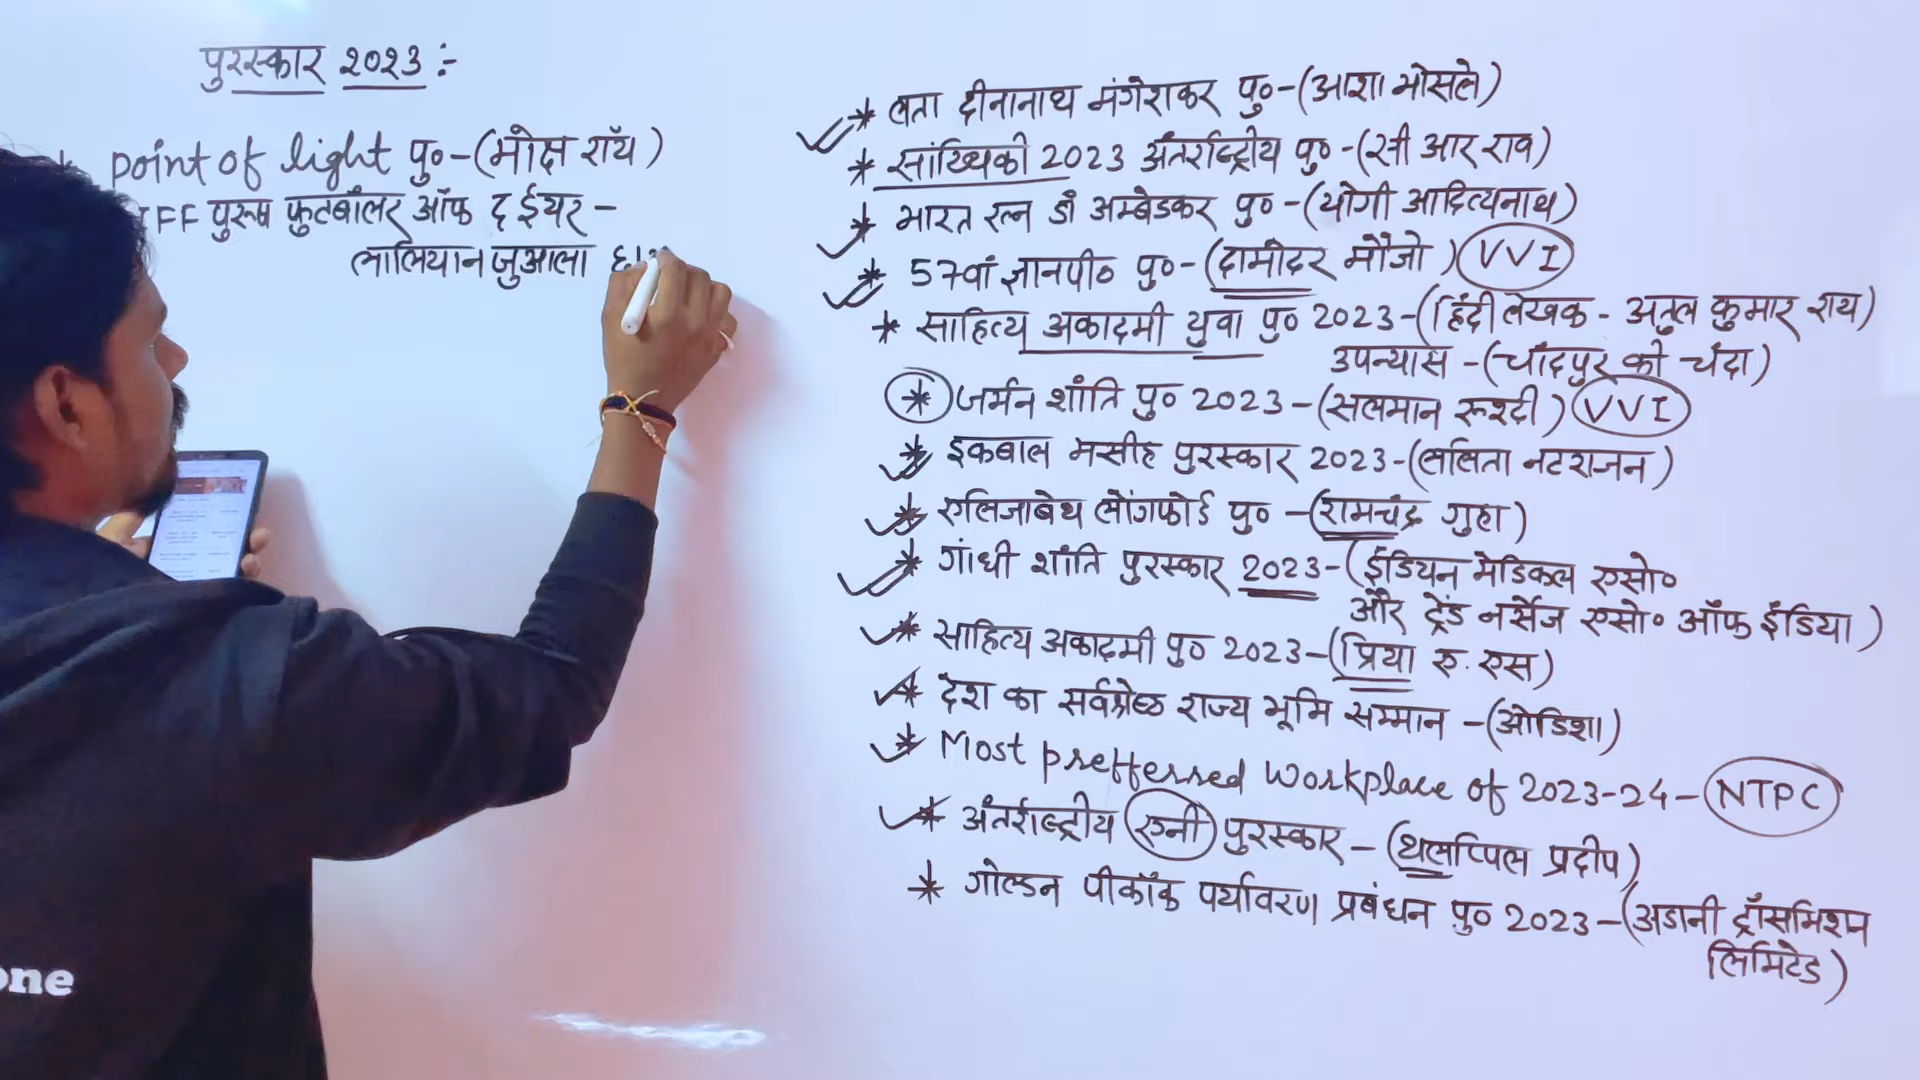 पुरस्कार २०२३ :-
* Point of light पु०-(मोक्ष रॉय)
IFF पुरुष फुटबॉलर ऑफ द ईयर -
लालियानजुआला
* लता दीनानाथ मंगेशकर पु०-(आशा भोसले)
* सांख्यिकी 2023 अंतर्राष्ट्रीय पु०-(सी आर राव)
* भारत रत्न डॉ अम्बेडकर पु०-(योगी आदित्यनाथ)
* 57वां ज्ञानपीठ पु०-(दामोदर मौजो) VVI
* साहित्य अकादमी युवा पु० 2023-(हिंदी लेखक - अतुल कुमार राय)
उपन्यास -(चाँदपुर की चंदा)
* जर्मन शांति पु० 2023-(सलमान रूश्दी) VVI
* इकबाल मसीह पुरस्कार 2023-(ललिता नटराजन)
* एलिजाबेथ लोंगफोर्ड पु० -(रामचंद्र गुहा)
* गांधी शांति पुरस्कार 2023-(इंडियन मेडिकल एसो०
और ट्रेंड नर्सेज एसो० ऑफ इंडिया)
* साहित्य अकादमी पु० 2023-(प्रिया ए. एस)
* देश का सर्वश्रेष्ठ राज्य भूमि सम्मान -(ओडिशा)
* Most prefferred Workplace of 2023-24-NTPC
* अंतर्राष्ट्रीय एनी पुरस्कार - (थलप्पिल प्रदीप)
* गोल्डन पीकॉक पर्यावरण प्रबंधन पु० 2023-(अडानी ट्रांसमिशन
लिमिटेड)
one